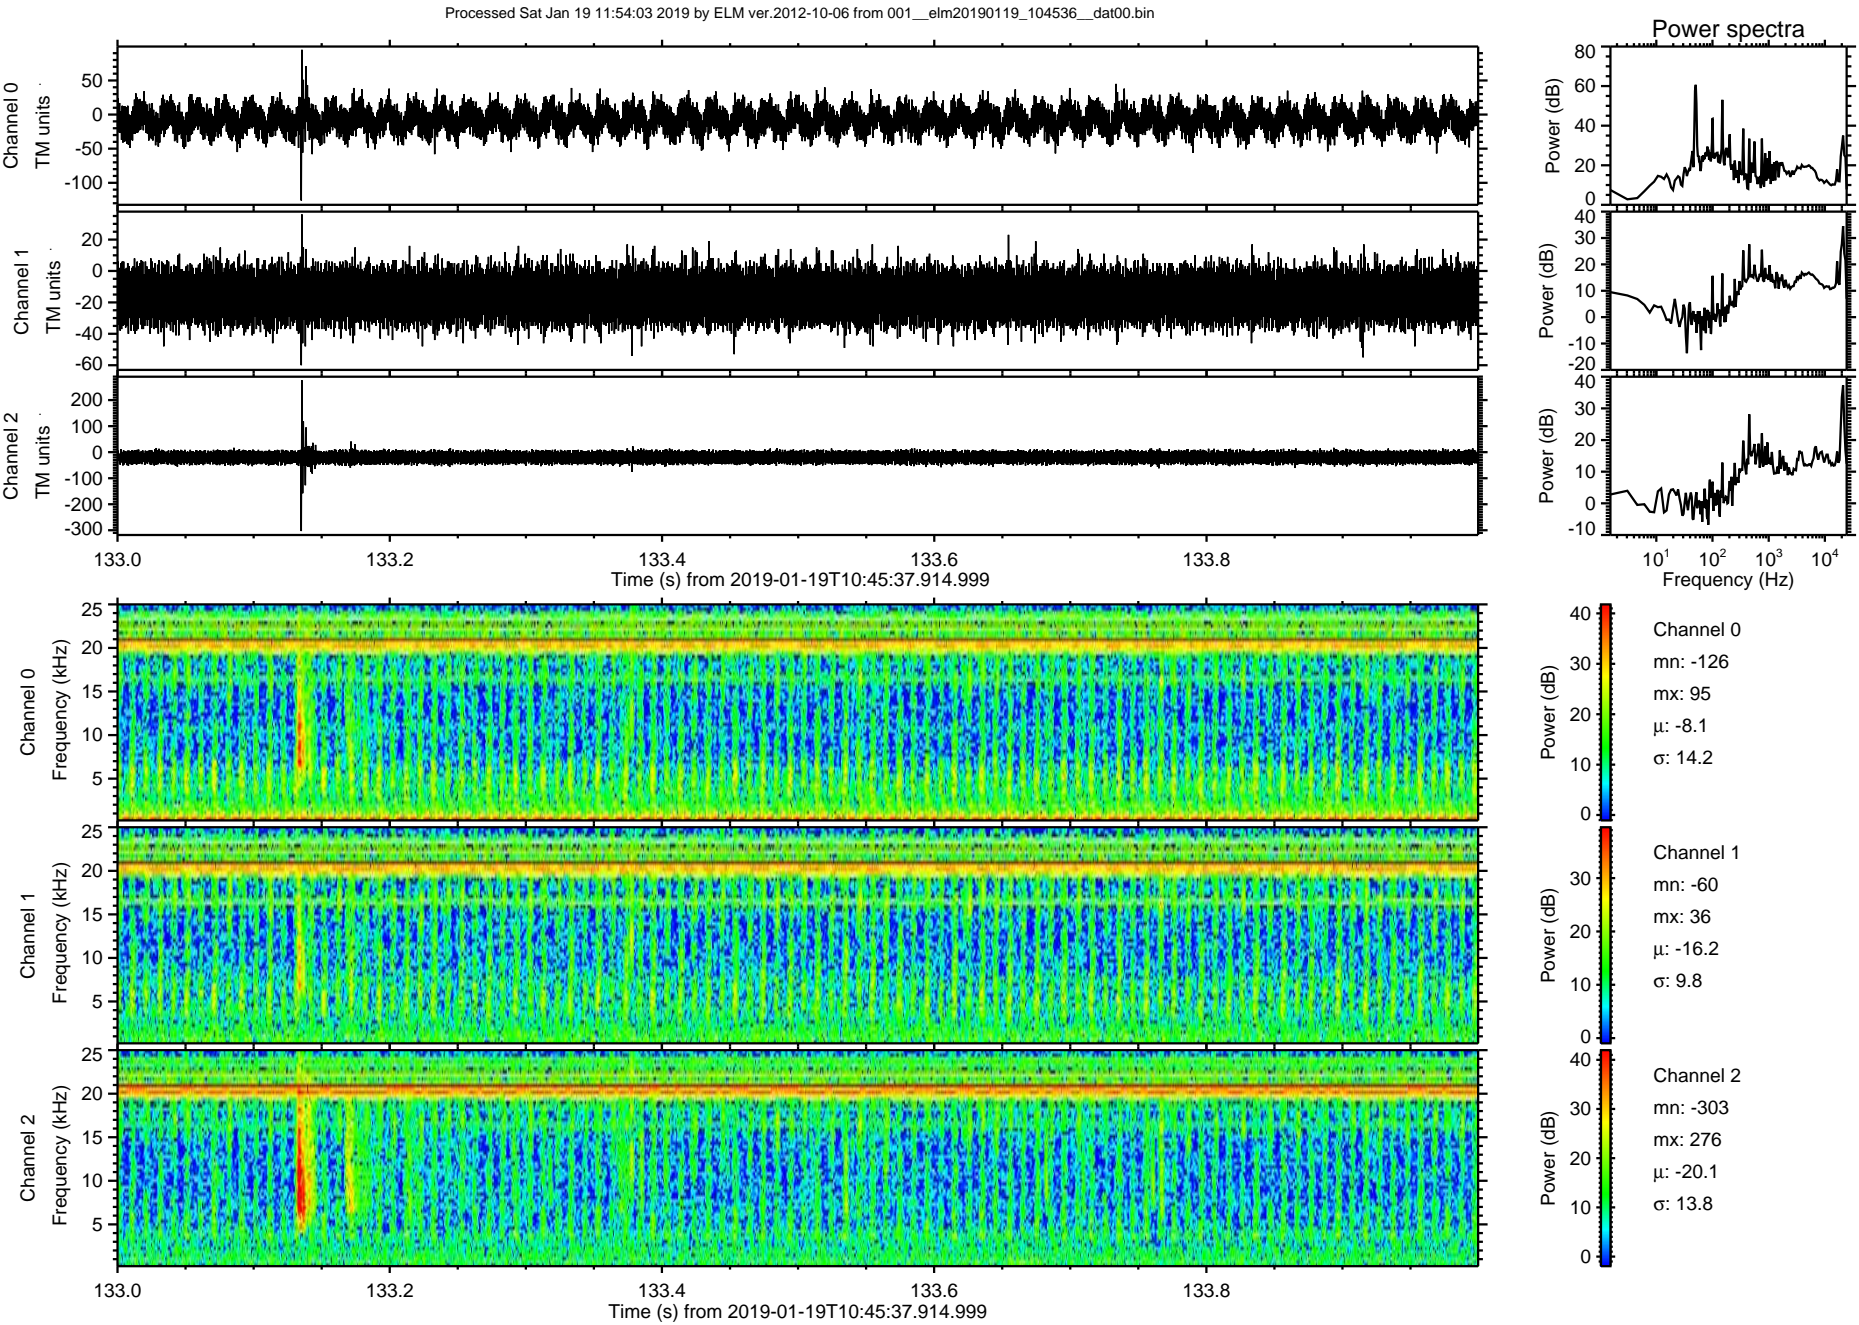 Processed Sat Jan 19 11:54:03 2019 by ELM ver.2012-10-06 from 001__elm20190119_104536__dat00.bin
Power spectra
Channel 0
TM units
50
0
-50
-100
Power (dB)
80
60
40
20
0
Channel 1
TM units
20
0
-20
-40
-60
Power (dB)
40
30
20
10
0
-10
-20
Channel 2
TM units
200
100
0
-100
-200
-300
Power (dB)
40
30
20
10
0
-10
133.0 133.2 133.4 133.6 133.8
Time (s) from 2019-01-19T10:45:37.914.999
10¹ 10² 10³ 10⁴
Frequency (Hz)
Channel 0
Frequency (kHz)
25
20
15
10
5
Power (dB)
40
30
20
10
0
Channel 0
mn: -126
mx: 95
μ: -8.1
σ: 14.2
Channel 1
Frequency (kHz)
25
20
15
10
5
Power (dB)
30
20
10
0
Channel 1
mn: -60
mx: 36
μ: -16.2
σ: 9.8
Channel 2
Frequency (kHz)
25
20
15
10
5
Power (dB)
40
30
20
10
0
Channel 2
mn: -303
mx: 276
μ: -20.1
σ: 13.8
133.0 133.2 133.4 133.6 133.8
Time (s) from 2019-01-19T10:45:37.914.999